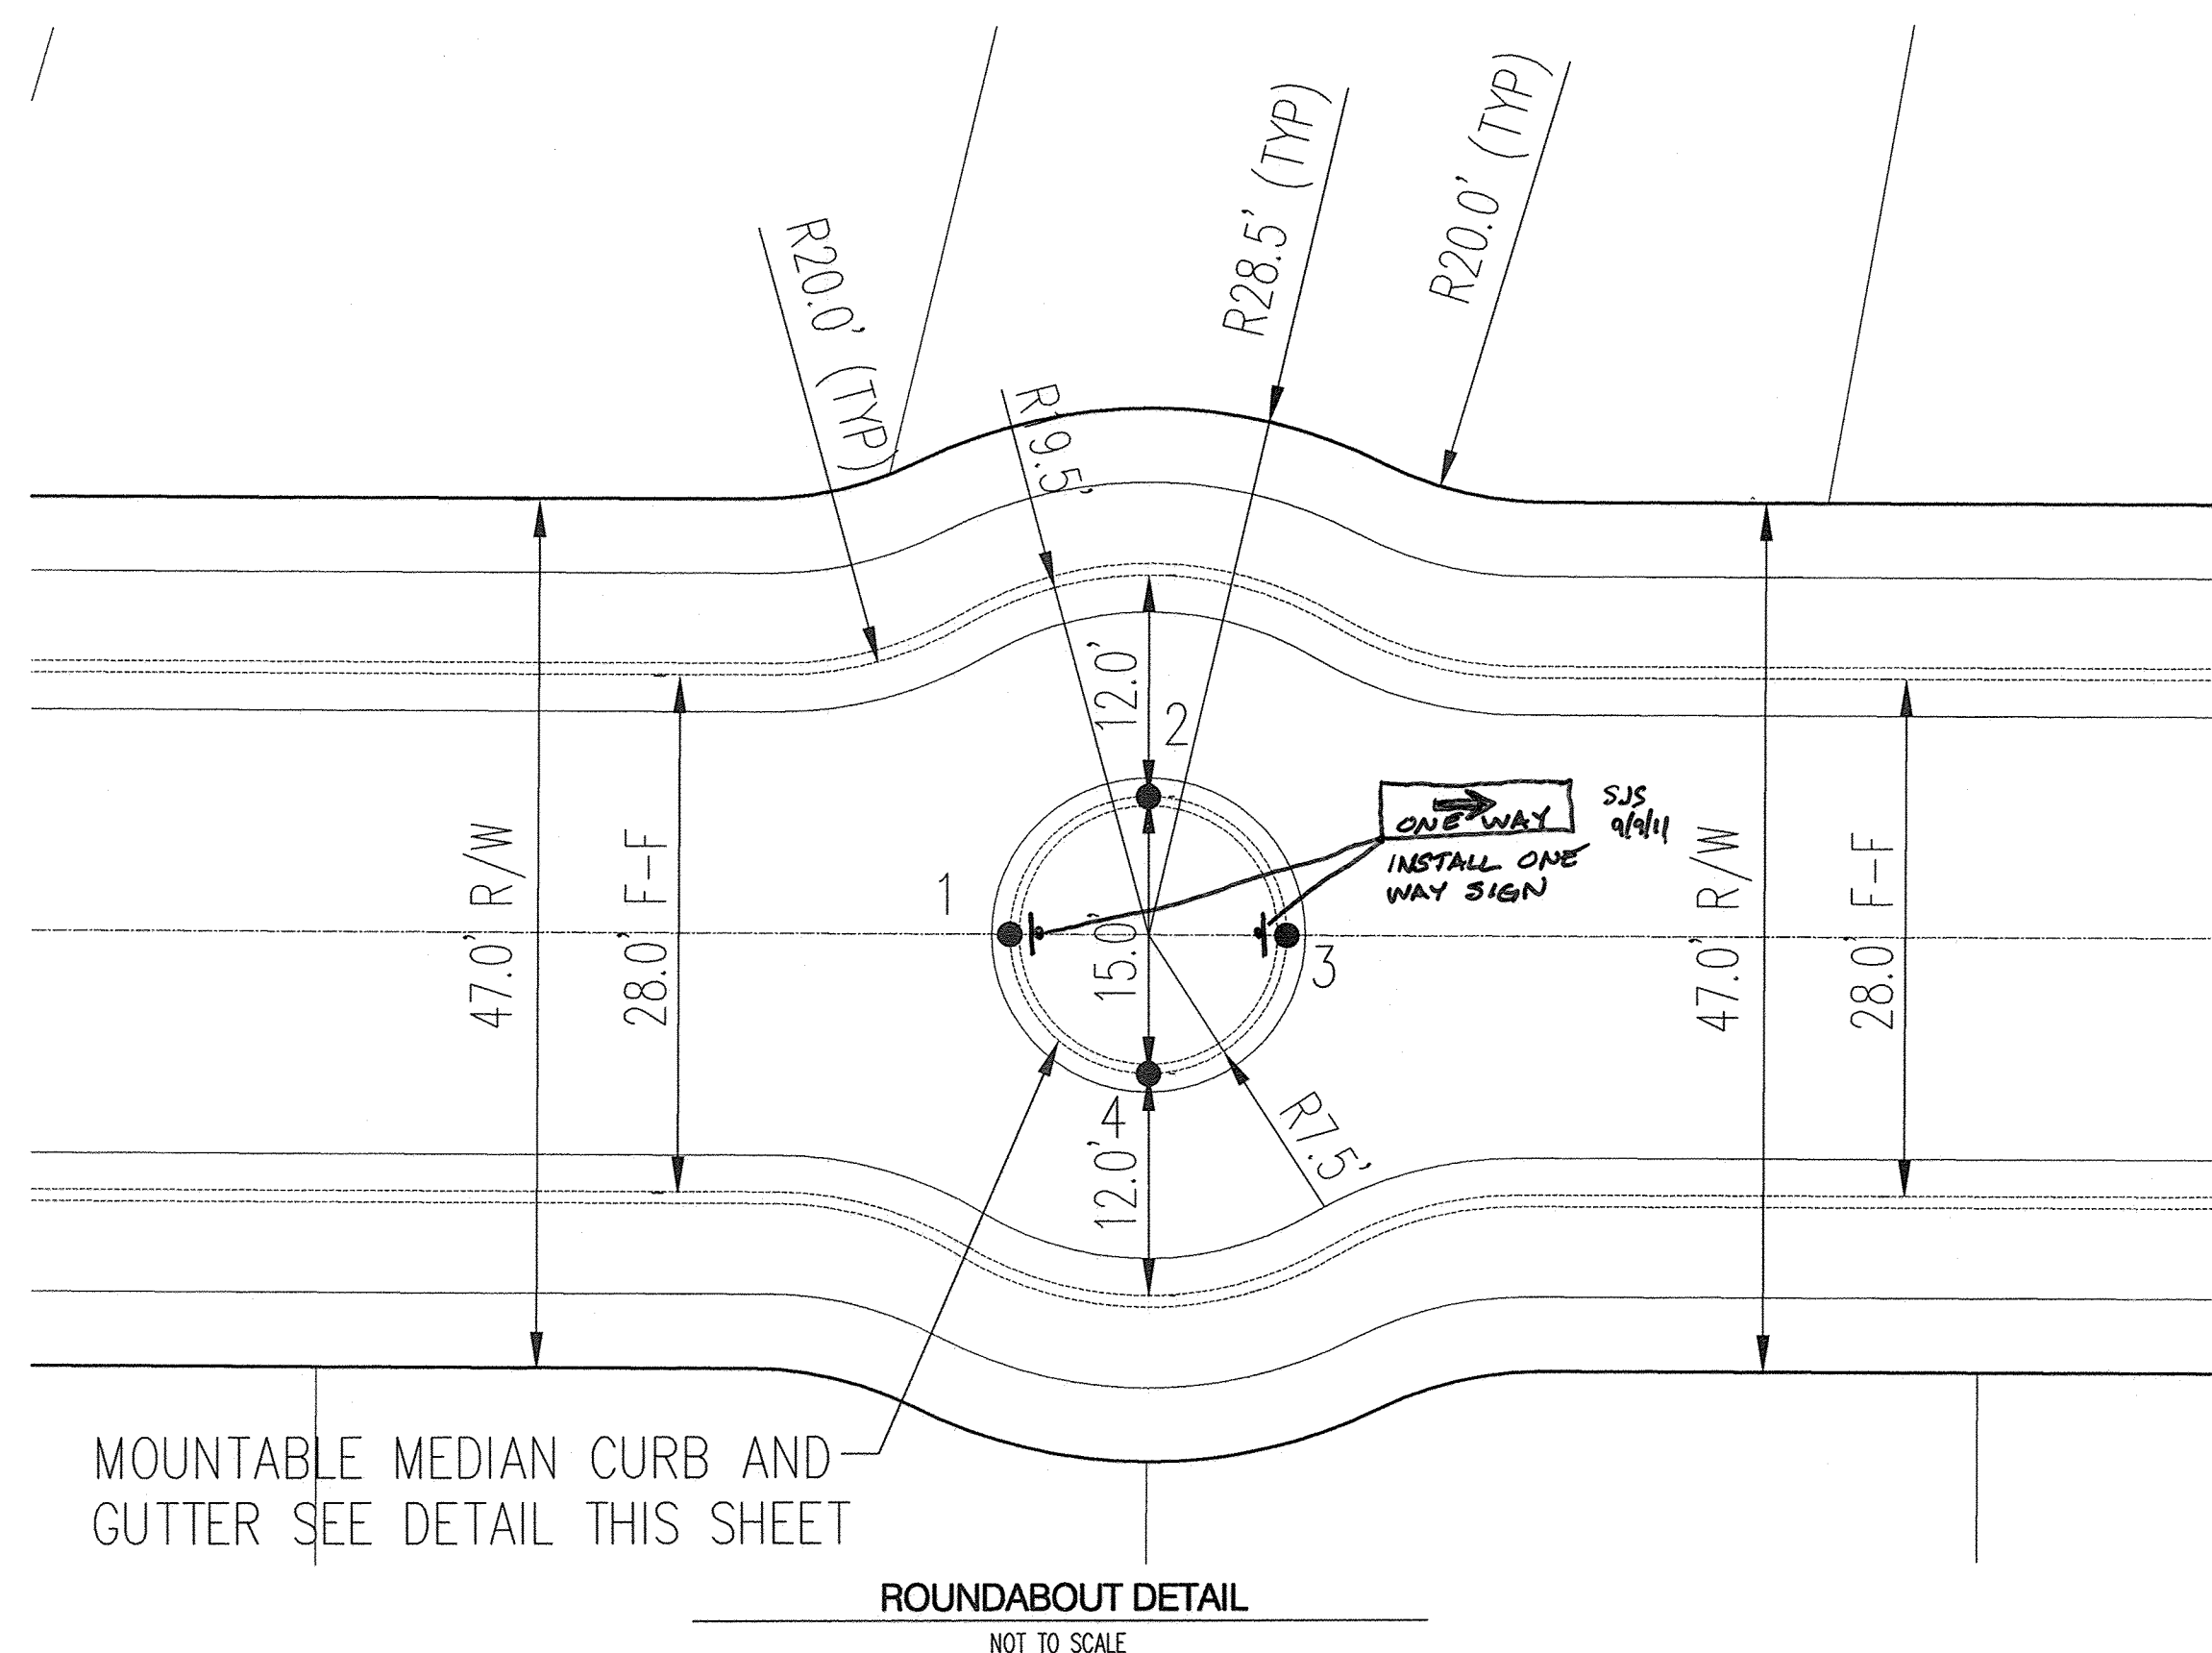 R20.0' (TYP)
R19.5'
R28.5' (TYP)
R20.0' (TYP)
12.0'
2
47.0' R/W
28.0' F-F
1
15.0'
3
ONE WAY
SJS
9/9/11
INSTALL ONE
WAY SIGN
47.0' R/W
28.0' F-F
4
12.0'
R7.5'
MOUNTABLE MEDIAN CURB AND
GUTTER SEE DETAIL THIS SHEET
ROUNDABOUT DETAIL
NOT TO SCALE